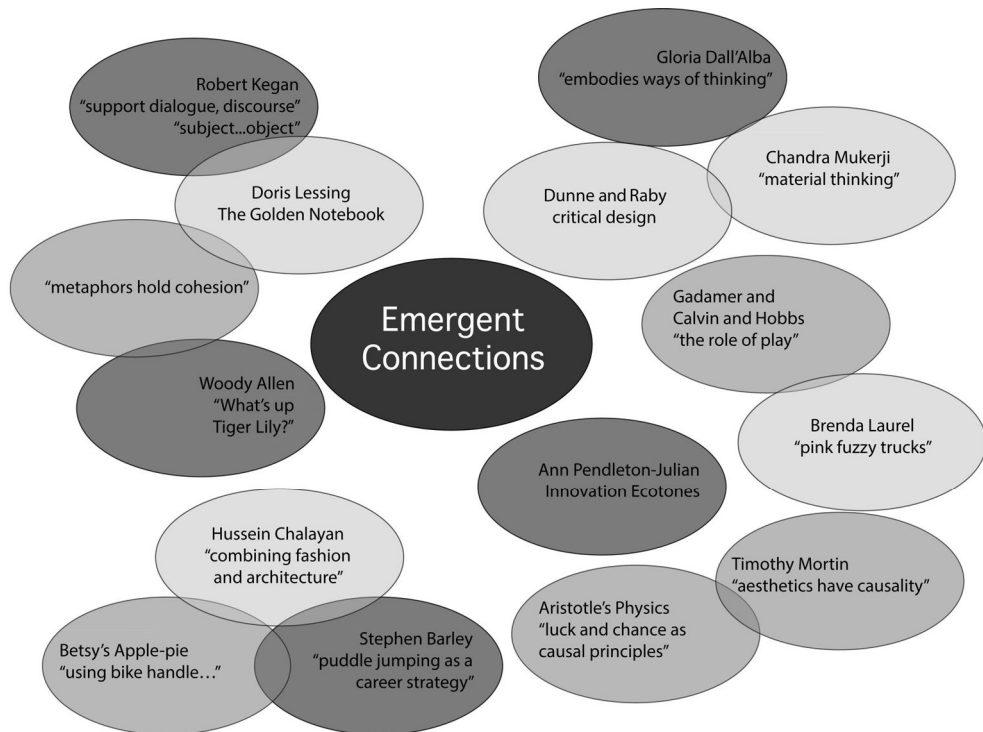 Robert Kegan
“support dialogue, discourse”
“subject...object”
Doris Lessing
The Golden Notebook
“metaphors hold cohesion”
Woody Allen
“What’s up
Tiger Lily?”
Gloria Dall’Alba
“embodies ways of thinking”
Chandra Mukerji
“material thinking”
Dunne and Raby
critical design
Emergent
Connections
Gadamer and
Calvin and Hobbs
“the role of play”
Brenda Laurel
“pink fuzzy trucks”
Ann Pendleton-Julian
Innovation Ecotones
Hussein Chalayan
“combining fashion
and architecture”
Betsy’s Apple-pie
“using bike handle…”
Stephen Barley
“puddle jumping as a
career strategy”
Timothy Mortin
“aesthetics have causality”
Aristotle’s Physics
“luck and chance as
causal principles”